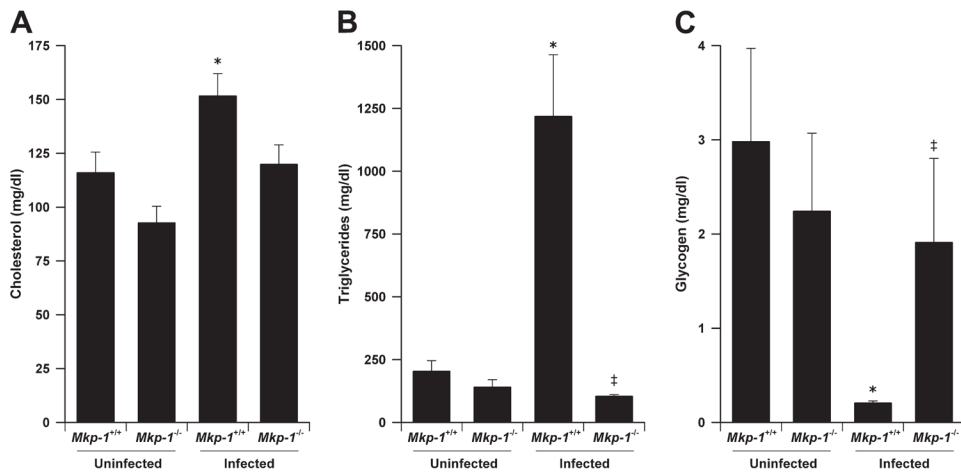 A
Cholesterol (mg/dl)
175
150
125
100
75
50
25
0
*
Mkp-1+/+ Mkp-1-/- Mkp-1+/+ Mkp-1-/-
Uninfected Infected
B
Triglycerides (mg/dl)
1500
1250
1000
750
500
250
0
*
‡
Mkp-1+/+ Mkp-1-/- Mkp-1+/+ Mkp-1-/-
Uninfected Infected
C
Glycogen (mg/dl)
4
3
2
1
0
*
‡
Mkp-1+/+ Mkp-1-/- Mkp-1+/+ Mkp-1-/-
Uninfected Infected